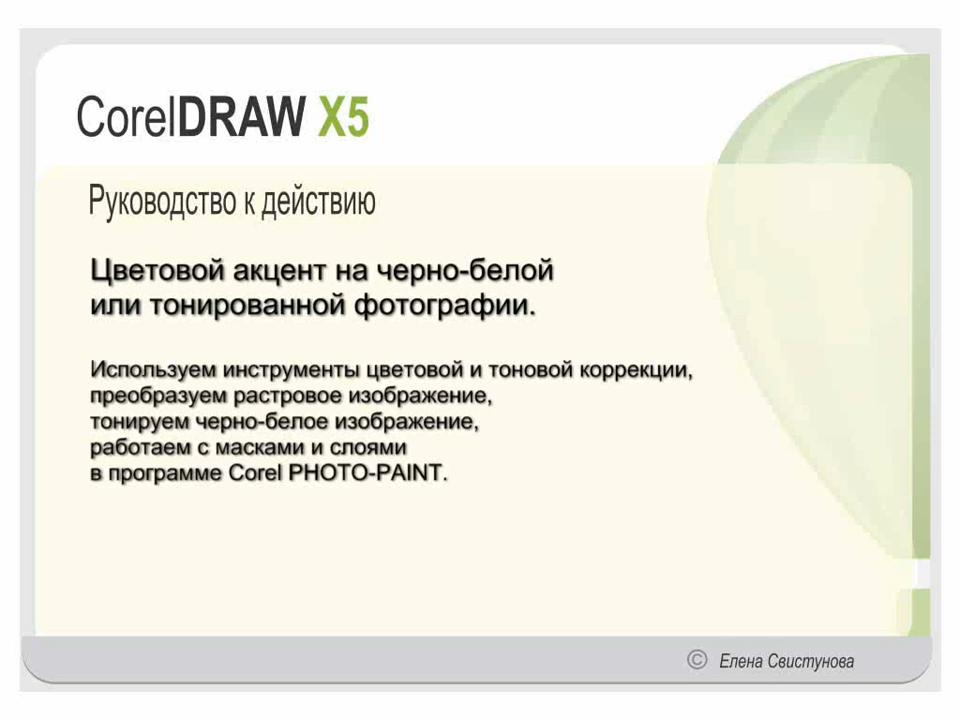 CorelDRAW X5
Руководство к действию
Цветовой акцент на черно-белой
или тонированной фотографии.
Используем инструменты цветовой и тоновой коррекции,
преобразуем растровое изображение,
тонируем черно-белое изображение,
работаем с масками и слоями
в программе Corel PHOTO-PAINT.
© Елена Свистунова